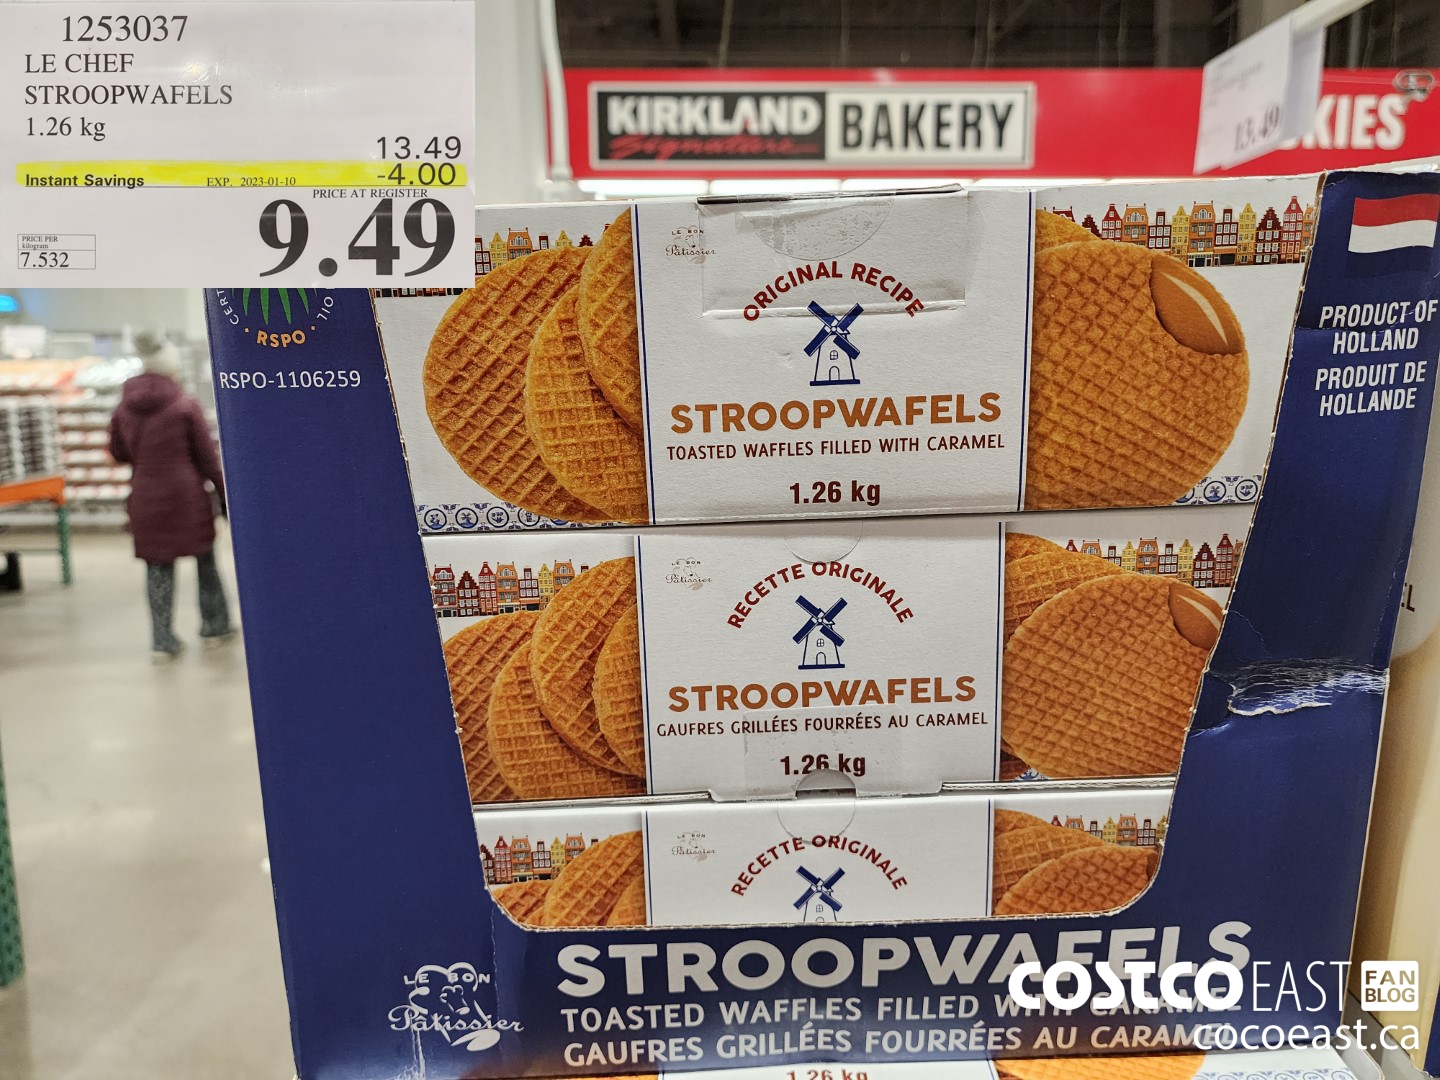 1253037
LE CHEF
STROOPWAFELS
1.26 kg
13.49
Instant Savings EXP. 2023-01-10 -4.00
PRICE AT REGISTER
9.49
PRICE PER
kilogram
7.532
KIRKLAND
Signature
BAKERY
13.49
KIES
RSPO
RSPO-1106259
LE BON
Pâtissier
ORIGINAL RECIPE
STROOPWAFELS
TOASTED WAFFLES FILLED WITH CARAMEL
1.26 kg
PRODUCT OF
HOLLAND
PRODUIT DE
HOLLANDE
LE BON
Pâtissier
RECETTE ORIGINALE
STROOPWAFELS
GAUFRES GRILLÉES FOURRÉES AU CARAMEL
1.26 kg
LE BON
Pâtissier
RECETTE ORIGINALE
LE BON
Pâtissier
STROOPWAFELS
TOASTED WAFFLES FILLED WITH CARAMEL
GAUFRES GRILLÉES FOURRÉES AU CARAMEL
COSTCO EAST FAN BLOG
cocoeast.ca
1.26 kg